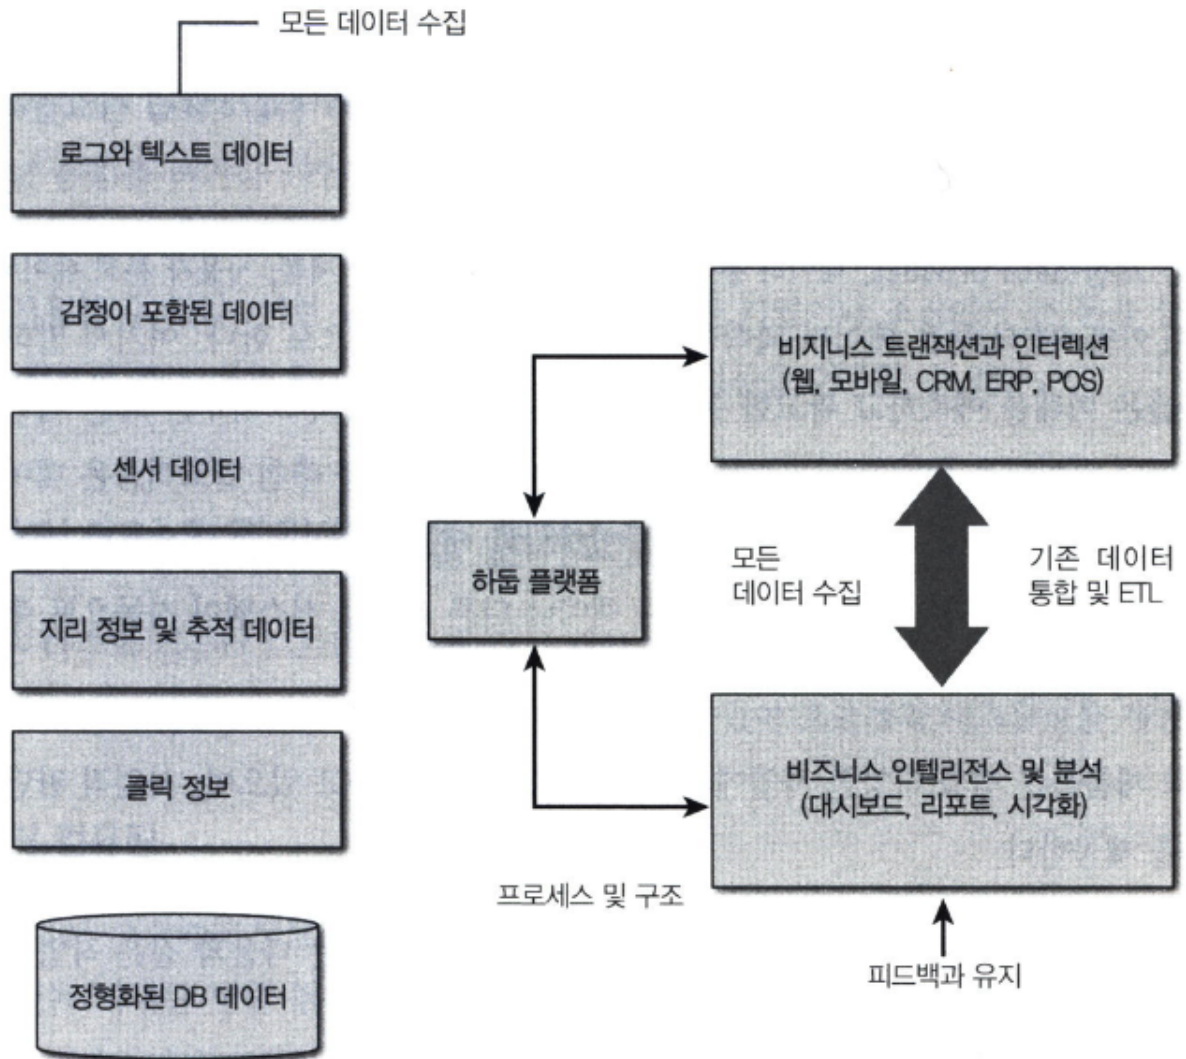 모든 데이터 수집
로그와 텍스트 데이터
감정이 포함된 데이터
센서 데이터
지리 정보 및 추적 데이터
클릭 정보
정형화된 DB 데이터
하둡 플랫폼
비지니스 트랜잭션과 인터렉션
(웹, 모바일, CRM, ERP, POS)
모든
데이터 수집
기존 데이터
통합 및 ETL
비즈니스 인텔리전스 및 분석
(대시보드, 리포트, 시각화)
프로세스 및 구조
피드백과 유지